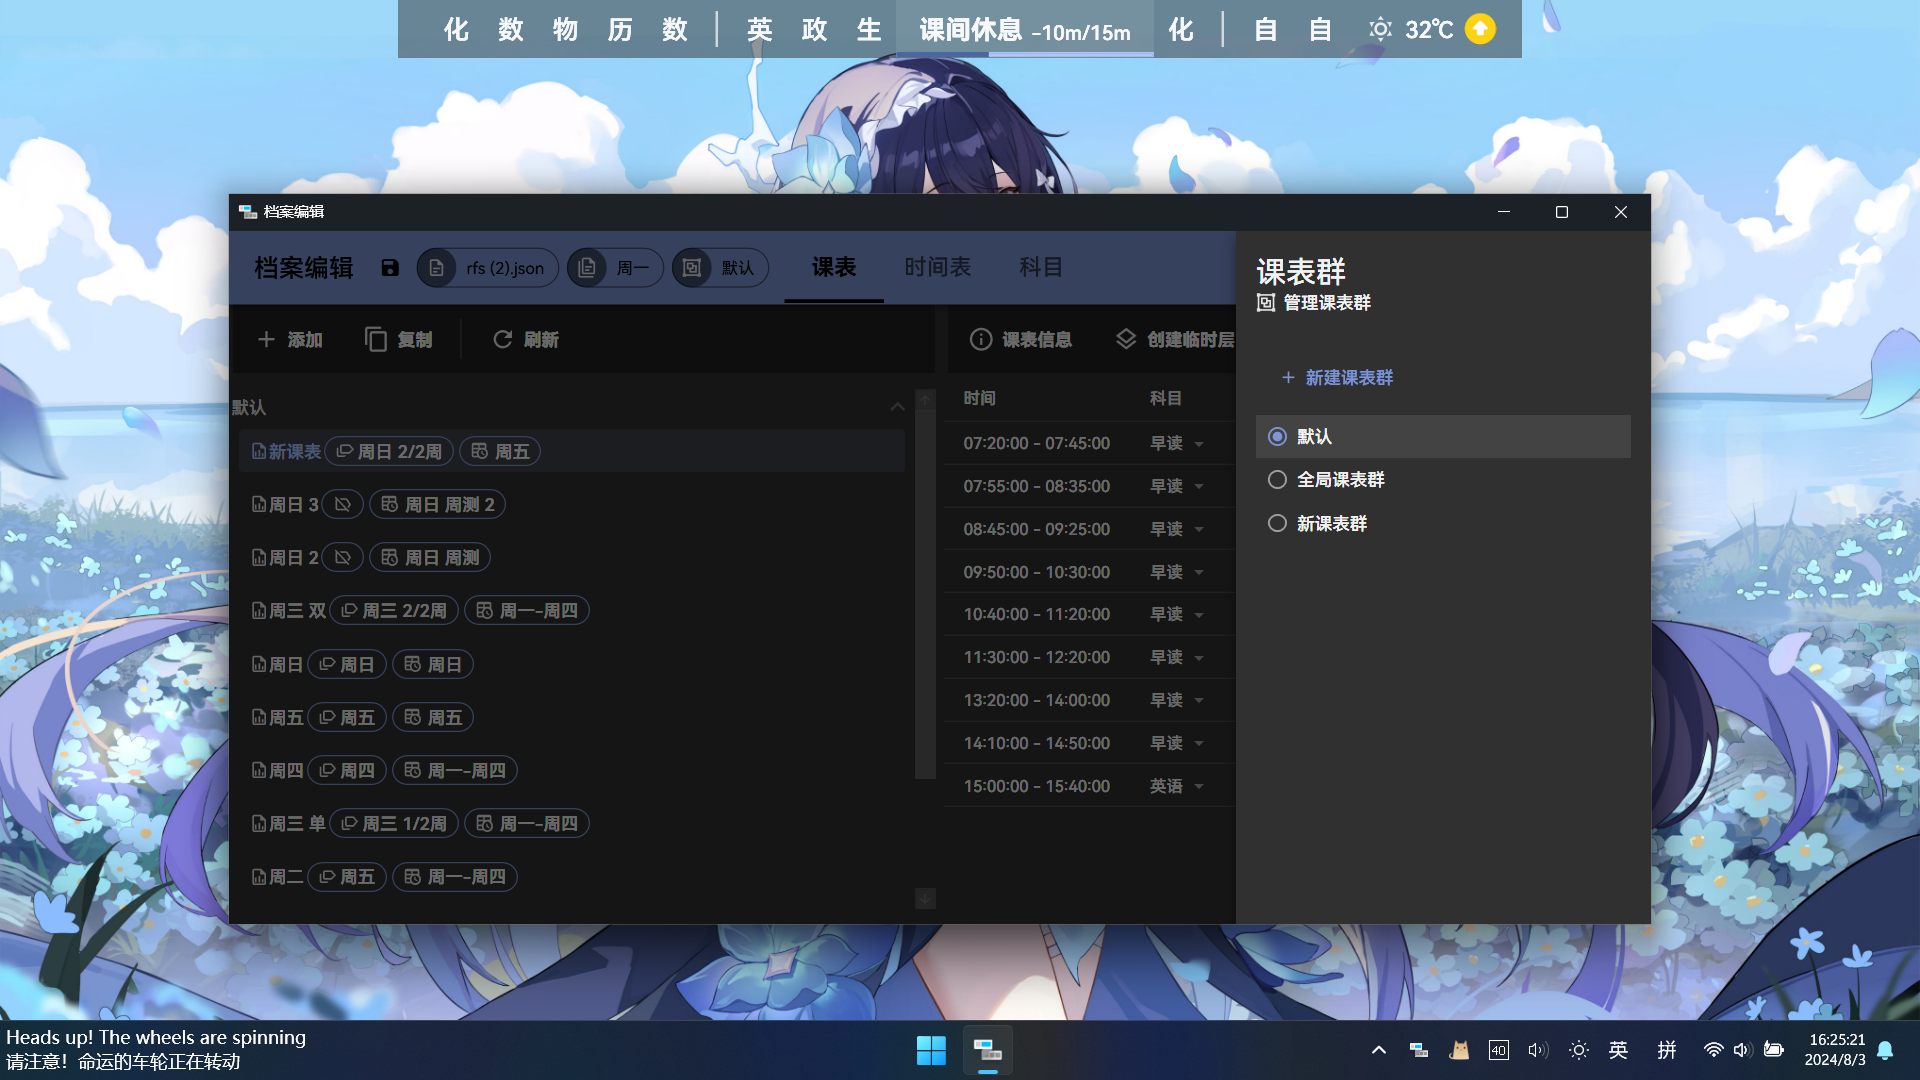 化 数 物 历 数 英 政 生 课间休息 -10m/15m 化 自 自 32℃
档案编辑
档案编辑 rfs (2).json 周一 默认 课表 时间表 科目
添加 复制 刷新
默认
新课表 周日 2/2周 周五
周日 3 周日 周测 2
周日 2 周日 周测
周三 双 周三 2/2周 周一-周四
周日 周日 周日
周五 周五 周五
周四 周四 周一-周四
周三 单 周三 1/2周 周一-周四
周二 周五 周一-周四
课表信息 创建临时层
时间 科目
07:20:00 - 07:45:00 早读
07:55:00 - 08:35:00 早读
08:45:00 - 09:25:00 早读
09:50:00 - 10:30:00 早读
10:40:00 - 11:20:00 早读
11:30:00 - 12:20:00 早读
13:20:00 - 14:00:00 早读
14:10:00 - 14:50:00 早读
15:00:00 - 15:40:00 英语
课表群
管理课表群
+ 新建课表群
默认
全局课表群
新课表群
Heads up! The wheels are spinning
请注意！命运的车轮正在转动
40 英 拼
16:25:21
2024/8/3